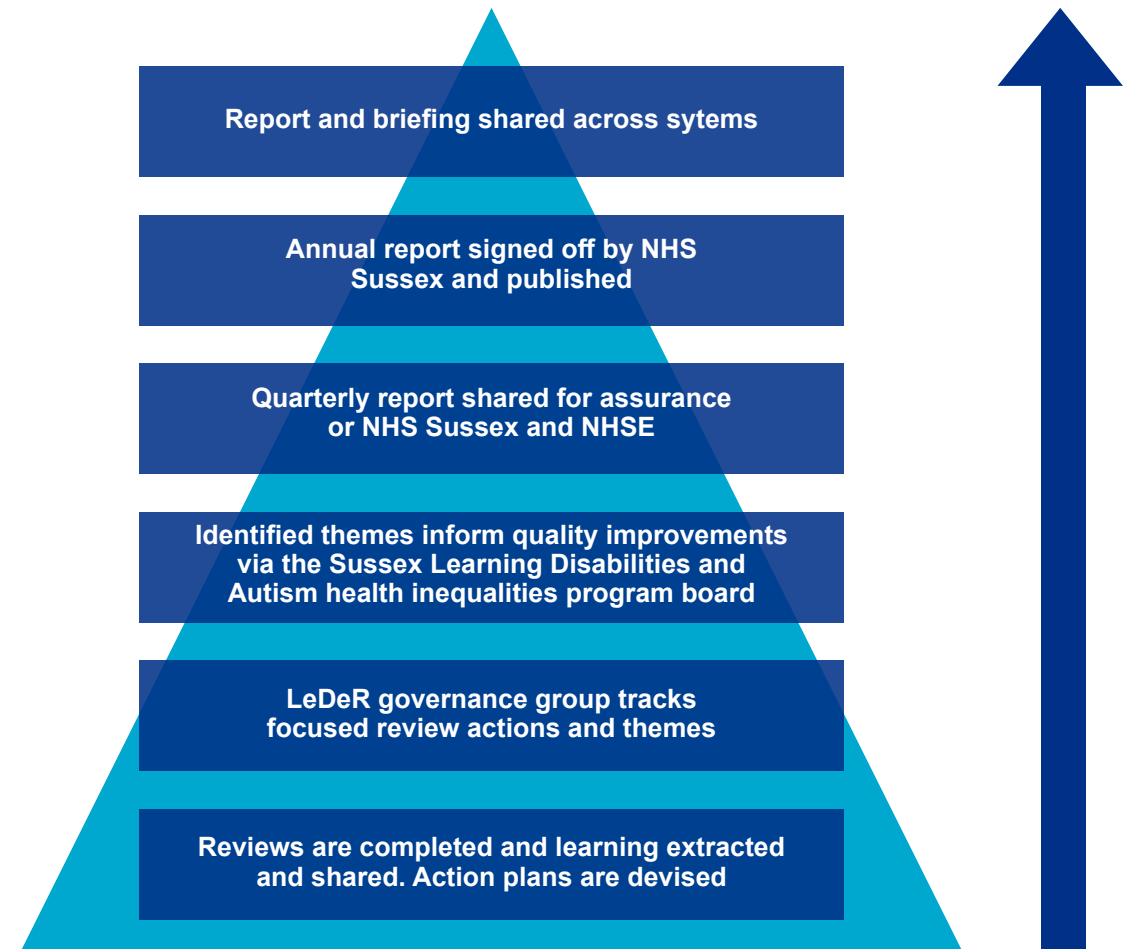 Report and briefing shared across sytems
Annual report signed off by NHS
Sussex and published
Quarterly report shared for assurance
or NHS Sussex and NHSE
Identified themes inform quality improvements
via the Sussex Learning Disabilities and
Autism health inequalities program board
LeDeR governance group tracks
focused review actions and themes
Reviews are completed and learning extracted
and shared. Action plans are devised